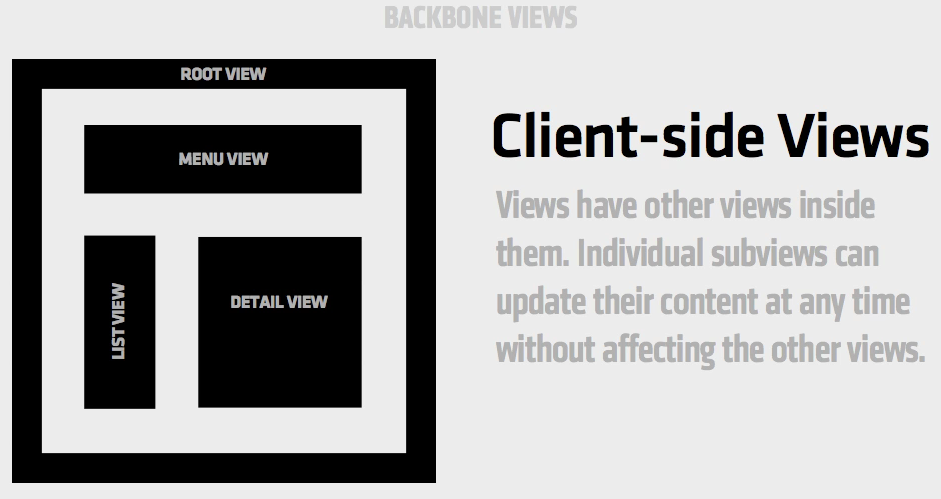 BACKBONE VIEWS
ROOT VIEW
MENU VIEW
LIST VIEW
DETAIL VIEW
Client-side Views
Views have other views inside
them. Individual subviews can
update their content at any time
without affecting the other views.